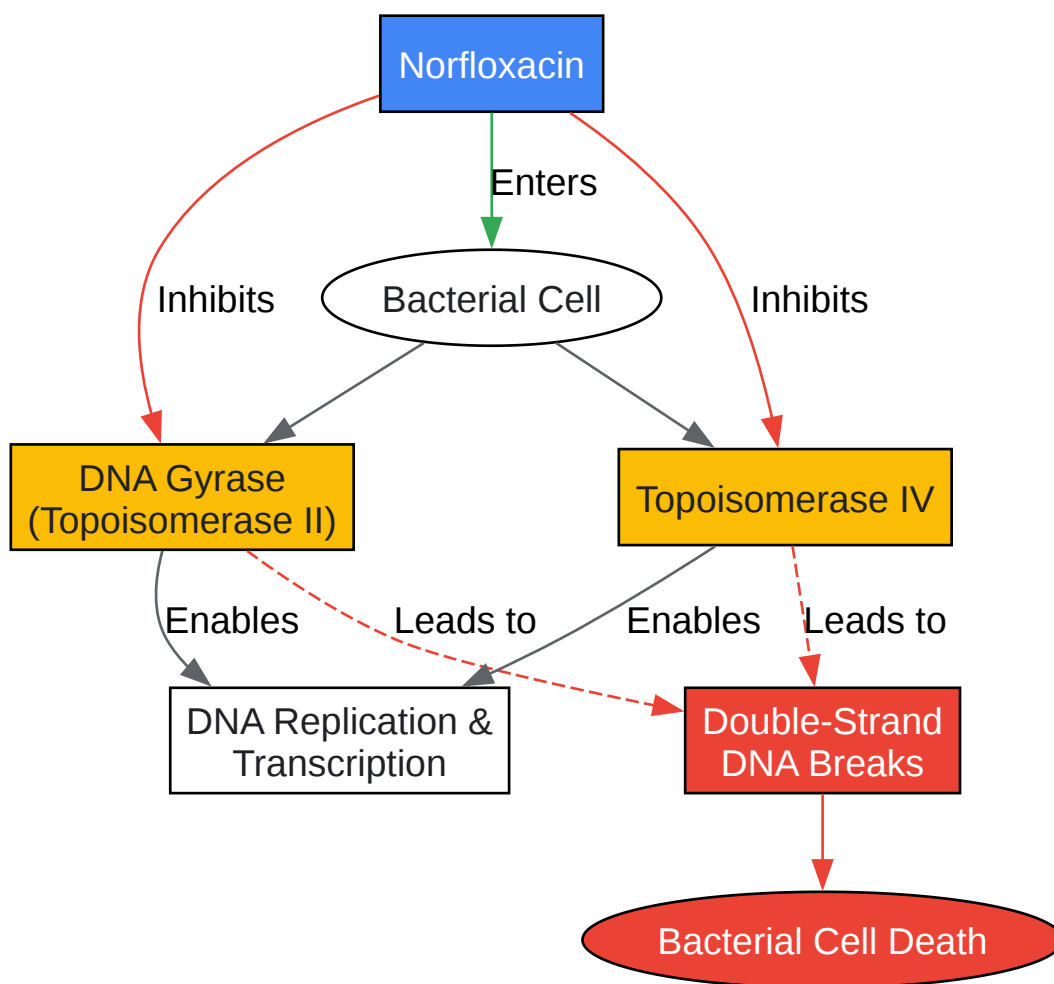 Norfloxacin
Enters
Inhibits
Bacterial Cell
Inhibits
DNA Gyrase
(Topoisomerase II)
Topoisomerase IV
Enables
Leads to
Enables
Leads to
DNA Replication &
Transcription
Double-Strand
DNA Breaks
Bacterial Cell Death